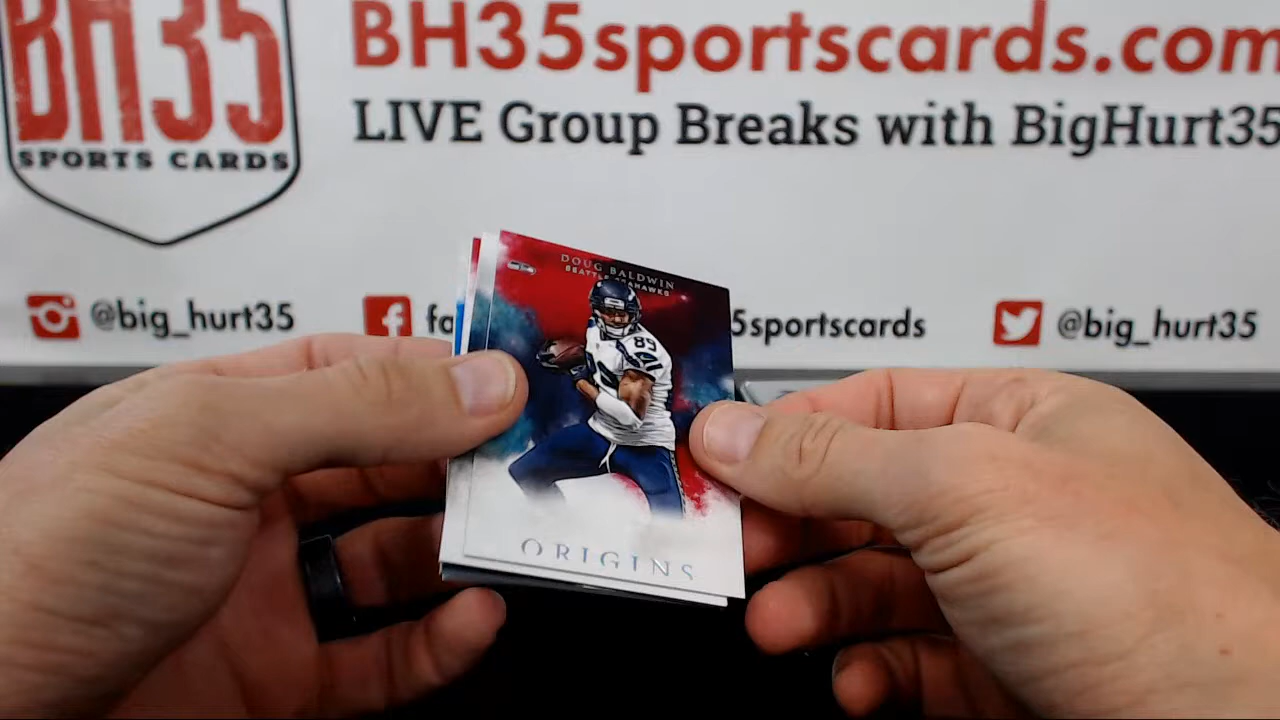 BH35
SPORTS CARDS
BH35sportscards.com
LIVE Group Breaks with BigHurt35
@big_hurt35
5sportscards
@big_hurt35
DOUG BALDWIN
SEATTLE SEAHAWKS
89
ORIGINS